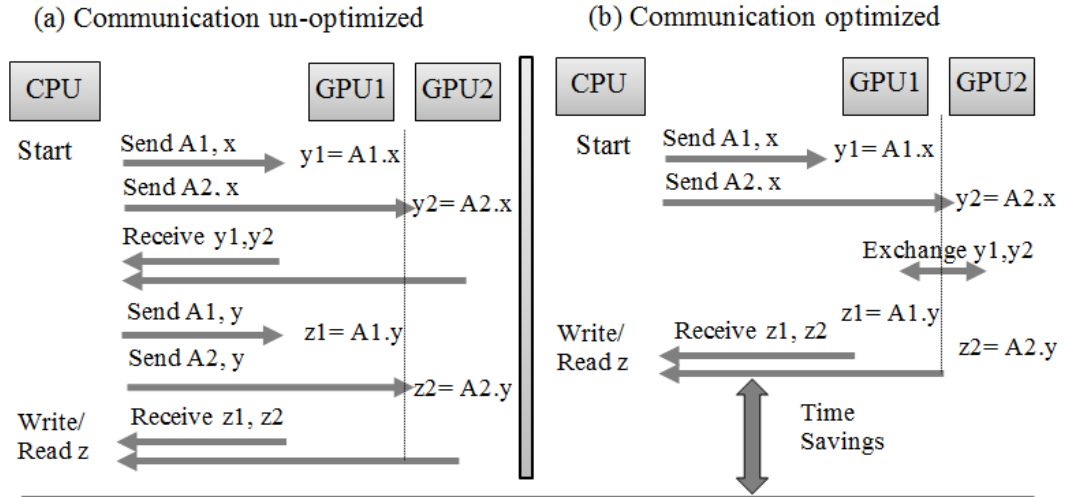 (a) Communication un-optimized
CPU
GPU1
GPU2
Start
Send A1, x
y1= A1.x
Send A2, x
y2= A2.x
Receive y1,y2
Send A1, y
z1= A1.y
Send A2, y
z2= A2.y
Write/
Read z
Receive z1, z2
(b) Communication optimized
CPU
GPU1
GPU2
Start
Send A1, x
y1= A1.x
Send A2, x
y2= A2.x
Exchange y1,y2
z1= A1.y
Write/
Read z
Receive z1, z2
z2= A2.y
Time
Savings